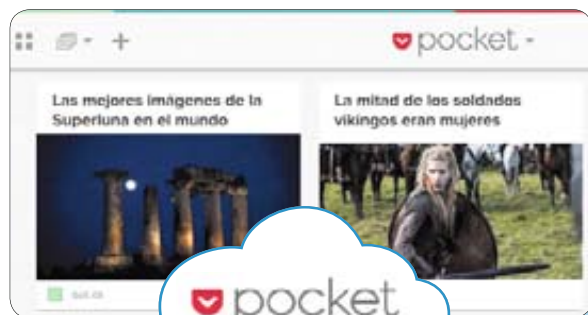 pocket
Las mejores imágenes de la
Superluna en el mundo
La mitad de los soldados
vikingos eran mujeres
pocket